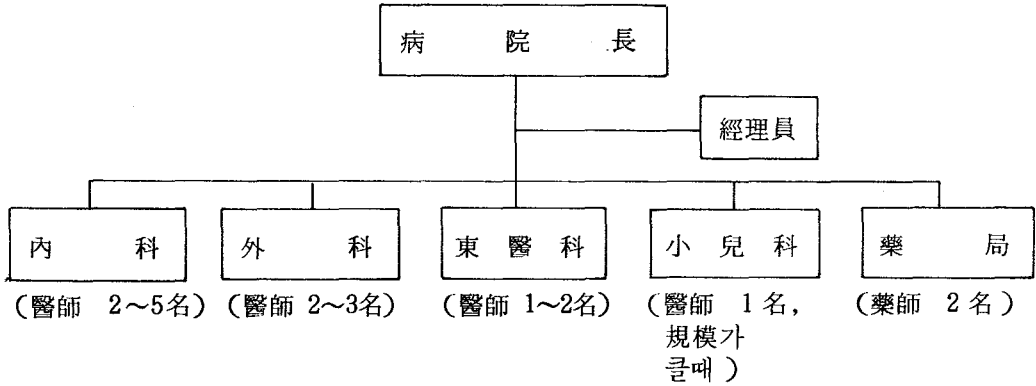 病院長
經理員
內科
外科
東醫科
小兒科
藥局
(醫師 2～5名)
(醫師 2～3名)
(醫師 1～2名)
(醫師 1名,
規模가
클때)
(藥師 2名)